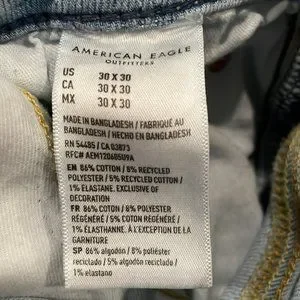 AMERICAN EAGLE
OUTFITTERS
US 30 X 30
CA 30 X 30
MX 30 X 30
MADE IN BANGLADESH / FABRIQUÉ AU
BANGLADESH / HECHO EN BANGLADESH
RN 54485 / CA 03873
RFC# AEM120605U9A
EN 86% COTTON / 8% RECYCLED
POLYESTER / 5% RECYCLED COTTON /
1% ELASTANE. EXCLUSIVE OF
DECORATION
FR 86% COTON / 8% POLYESTER
RÉGÉNÉRÉ / 5% COTON RÉGÉNÉRÉ /
1% ÉLASTHANNE. À L'EXCEPTION DE LA
GARNITURE
SP 86% algodón / 8% poliéster
reciclado / 5% algodón reciclado /
1% elastano